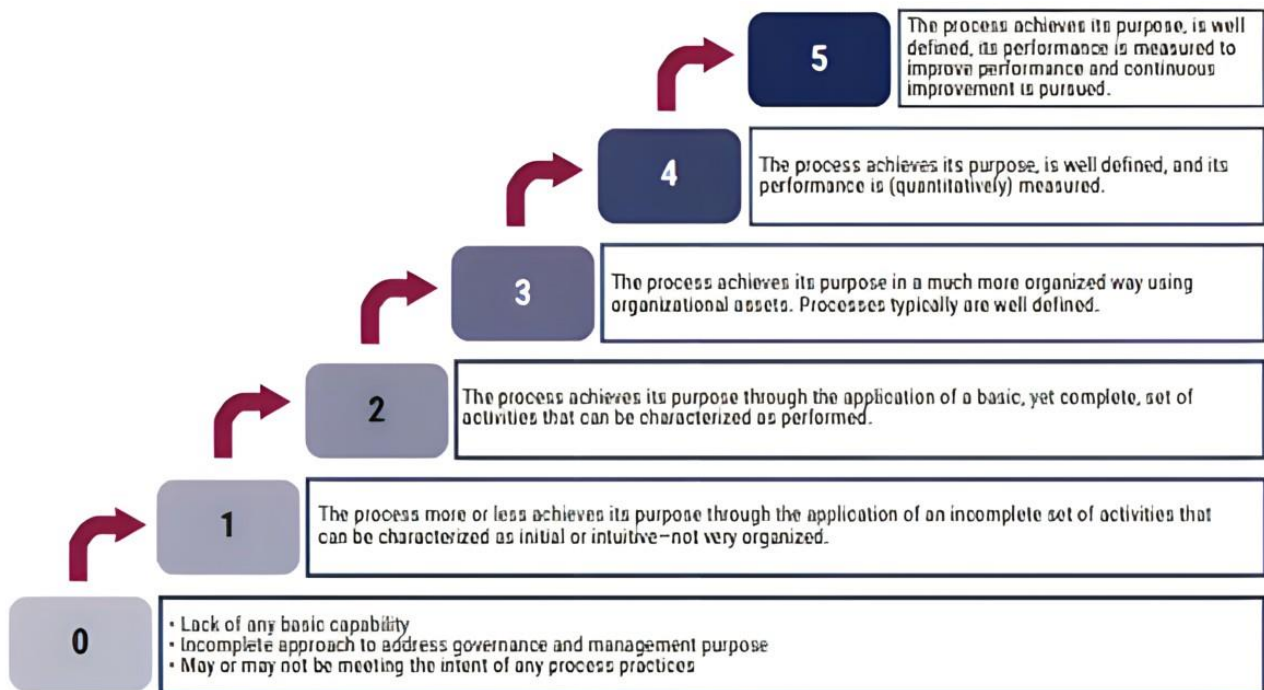 5
The process achieves its purpose, is well
defined, its performance is measured to
improve performance and continuous
improvement is pursued.
4
The process achieves its purpose, is well defined, and its
performance is (quantitatively) measured.
3
The process achieves its purpose in a much more organized way using
organizational assets. Processes typically are well defined.
2
The process achieves its purpose through the application of a basic, yet complete, set of
activities that can be characterized as performed.
1
The process more or less achieves its purpose through the application of an incomplete set of activities that
can be characterized as initial or intuitive—not very organized.
0
• Lack of any basic capability
• Incomplete approach to address governance and management purpose
• May or may not be meeting the intent of any process practices